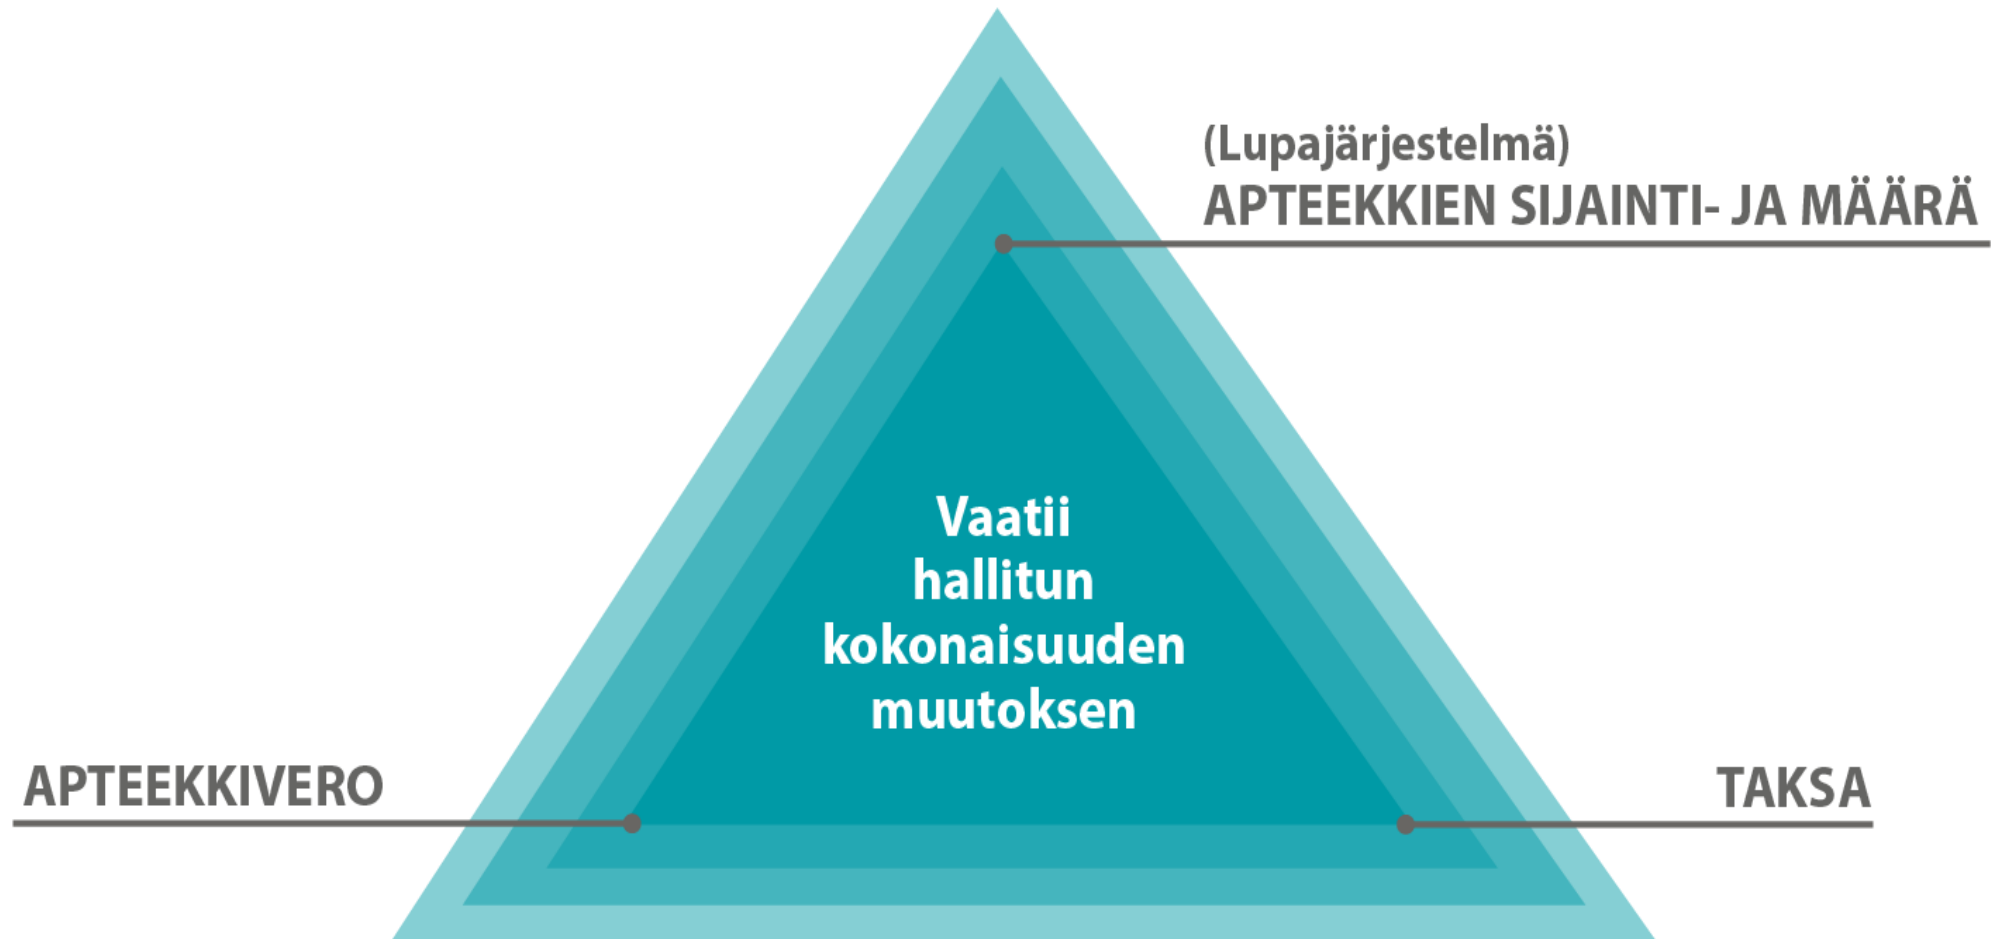 (Lupajärjestelmä)
APTEEKKIEN SIJAINTI- JA MÄÄRÄ
Vaatii
hallitun
kokonaisuuden
muutoksen
APTEEKKIVERO
TAKSA